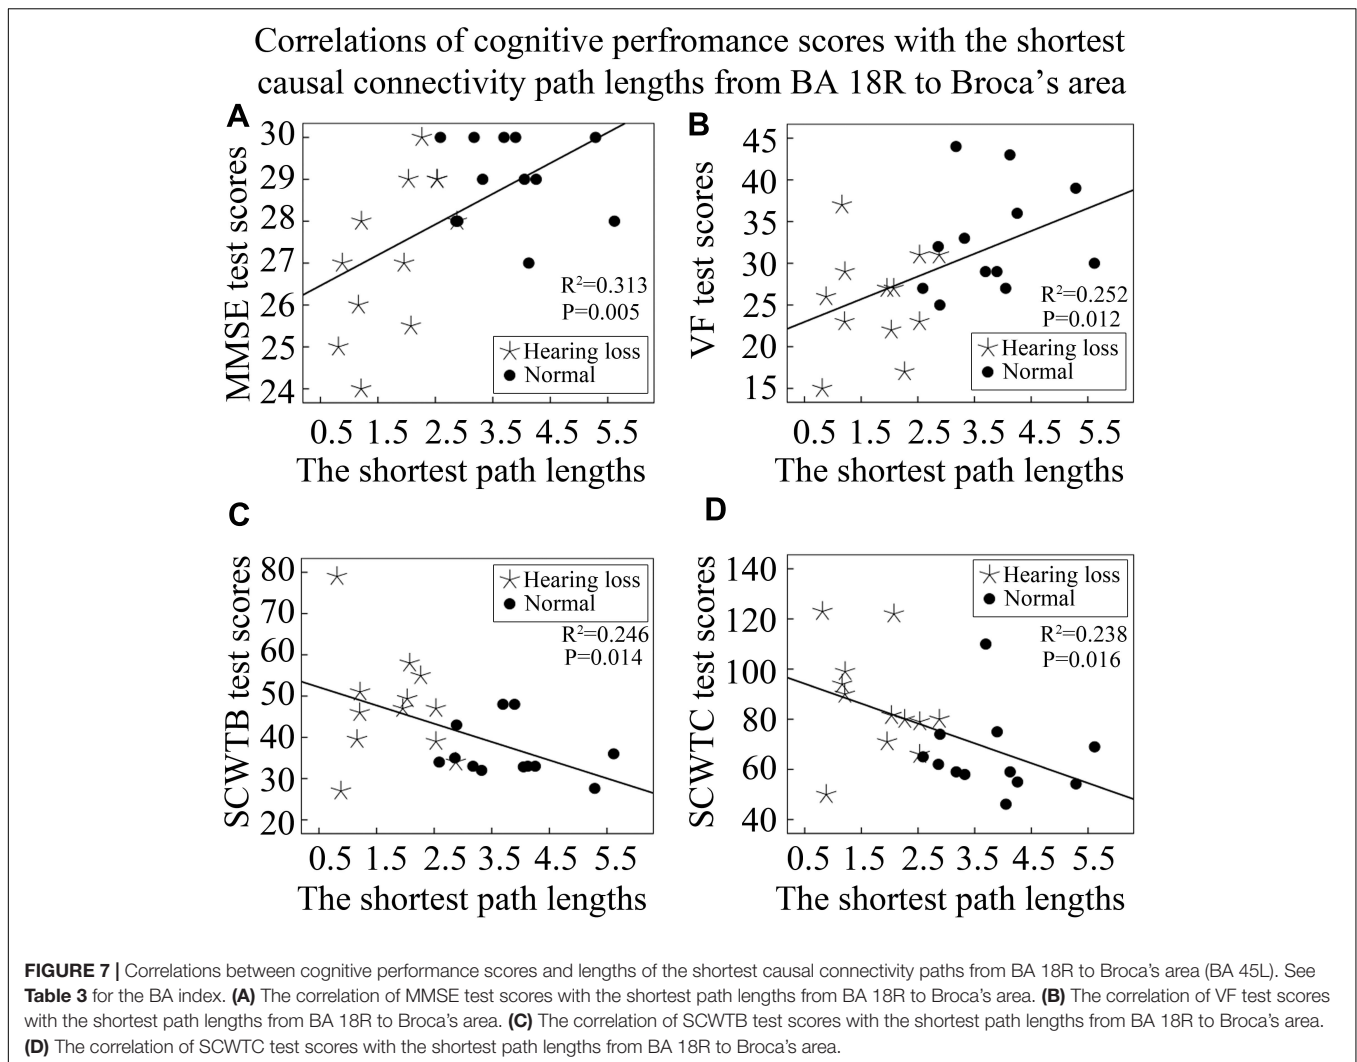 Correlations of cognitive perfromance scores with the shortest
causal connectivity path lengths from BA 18R to Broca's area
A
MMSE test scores
30
29
28
27
26
25
24
R²=0.313
P=0.005
Hearing loss
Normal
0.5 1.5 2.5 3.5 4.5 5.5
The shortest path lengths
B
VF test scores
45
40
35
30
25
20
15
R²=0.252
P=0.012
Hearing loss
Normal
0.5 1.5 2.5 3.5 4.5 5.5
The shortest path lengths
C
SCWTB test scores
80
70
60
50
40
30
20
Hearing loss
Normal
R²=0.246
P=0.014
0.5 1.5 2.5 3.5 4.5 5.5
The shortest path lengths
D
SCWTC test scores
140
120
100
80
60
40
Hearing loss
Normal
R²=0.238
P=0.016
0.5 1.5 2.5 3.5 4.5 5.5
The shortest path lengths
FIGURE 7 | Correlations between cognitive performance scores and lengths of the shortest causal connectivity paths from BA 18R to Broca's area (BA 45L). See
Table 3 for the BA index. (A) The correlation of MMSE test scores with the shortest path lengths from BA 18R to Broca's area. (B) The correlation of VF test scores
with the shortest path lengths from BA 18R to Broca's area. (C) The correlation of SCWTB test scores with the shortest path lengths from BA 18R to Broca's area.
(D) The correlation of SCWTC test scores with the shortest path lengths from BA 18R to Broca's area.